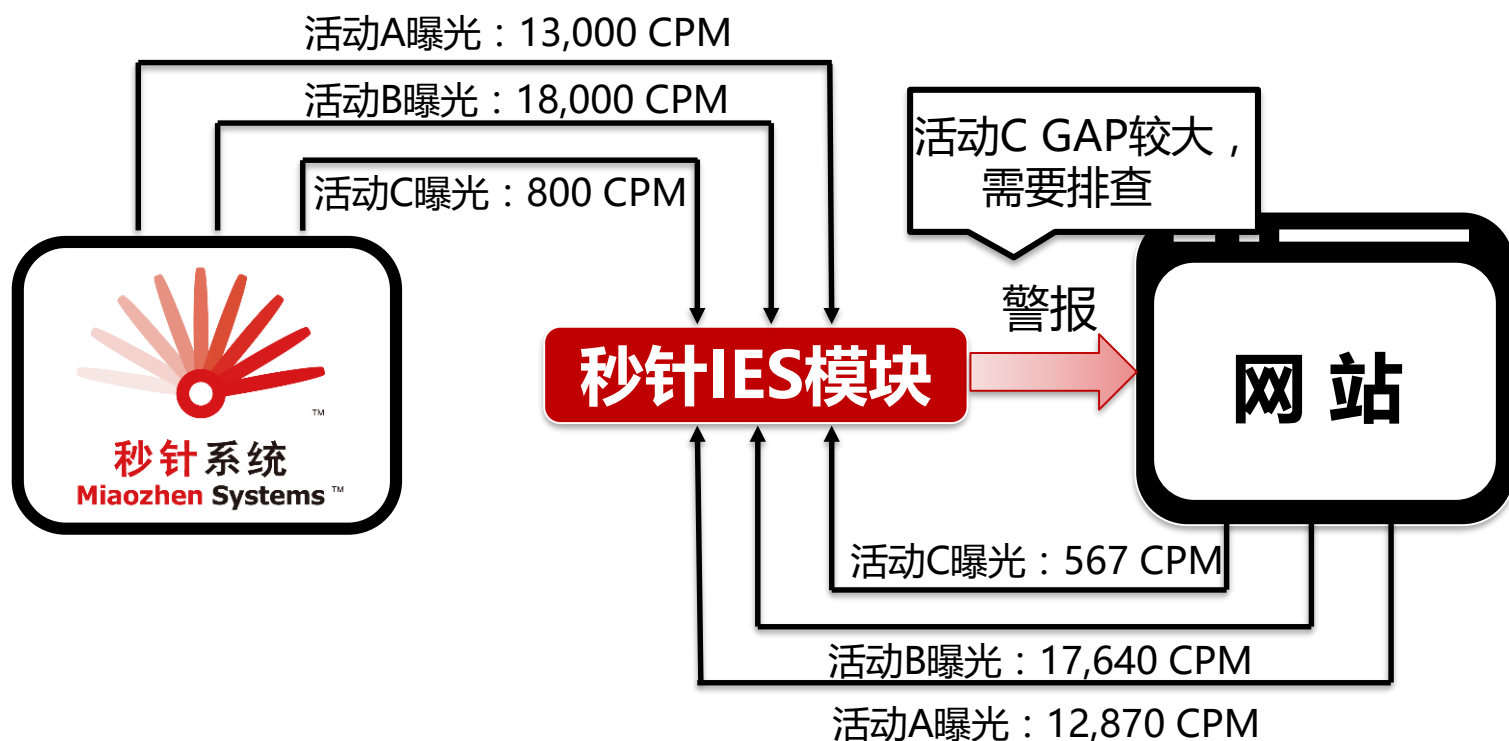 活动A曝光：13,000 CPM
活动B曝光：18,000 CPM
活动C曝光：800 CPM
活动C GAP较大，
需要排查
警报
秒针IES模块
网 站
TM
秒针系统
Miaozhen Systems TM
活动C曝光：567 CPM
活动B曝光：17,640 CPM
活动A曝光：12,870 CPM